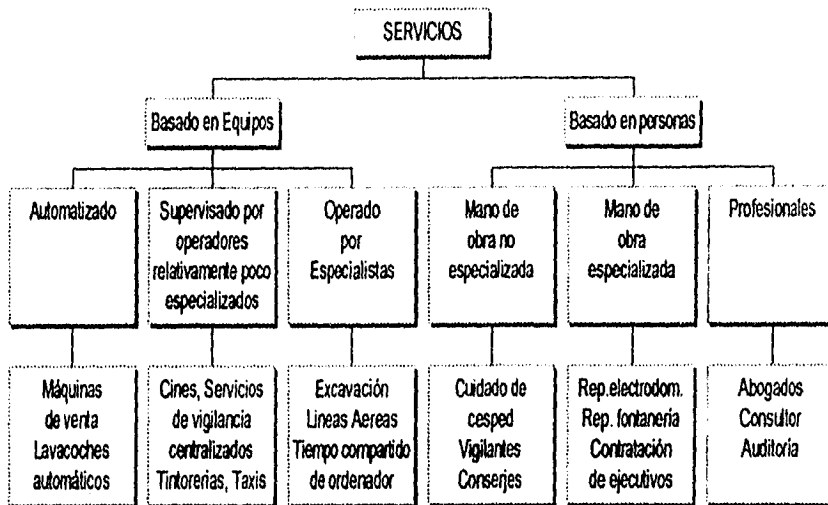 SERVICIOS
Basado en Equipos
Basado en personas
Automatizado
Supervisado por
operadores
relativamente poco
especializados
Operado
por
Especialistas
Mano de
obra no
especializada
Mano de
obra
especializada
Profesionales
Máquinas
de venta
Lavacoches
automáticos
Cines, Servicios
de vigilancia
centralizados
Tintorerias, Taxis
Excavación
Lineas Aereas
Tiempo compartido
de ordenador
Cuidado de
cesped
Vigilantes
Conserjes
Rep.electrodom.
Rep. fontanería
Contratación
de ejecutivos
Abogados
Consultor
Auditoría